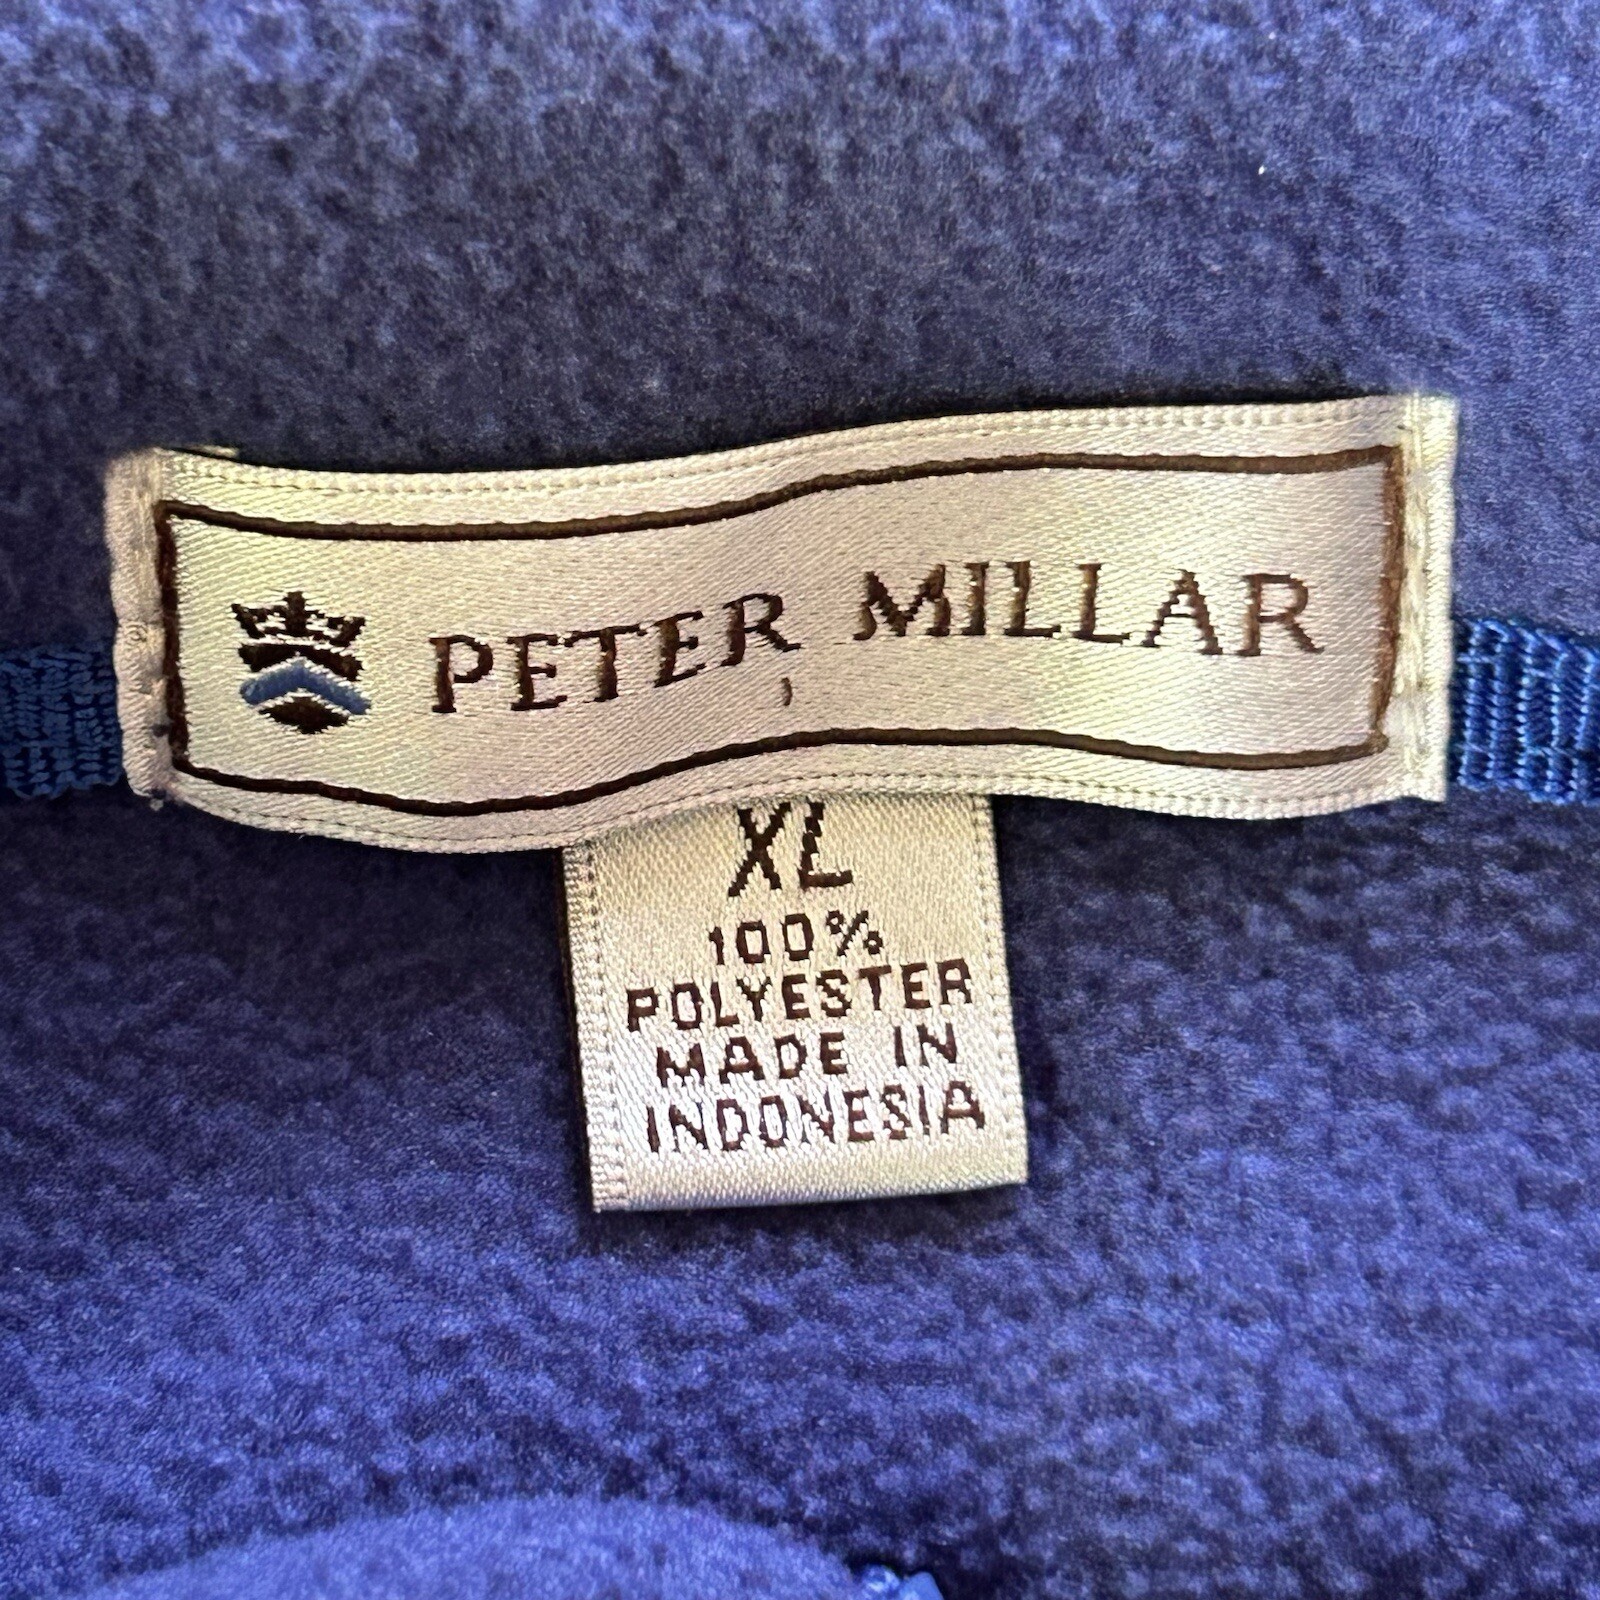 PETER MILLAR
XL
100%
POLYESTER
MADE IN
INDONESIA